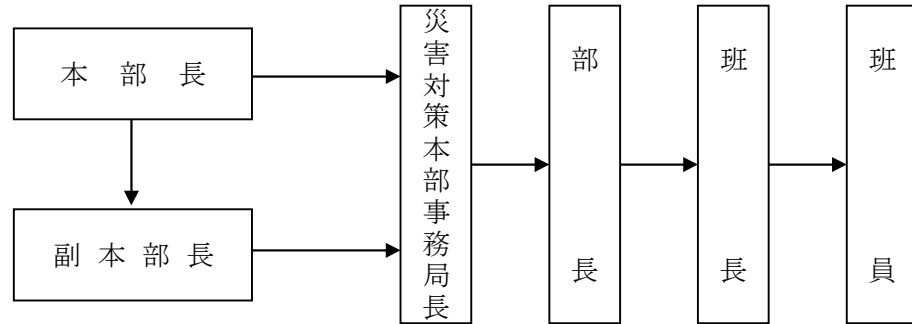 本部長
副本部長
災害対策本部事務局長
部長
班長
班員